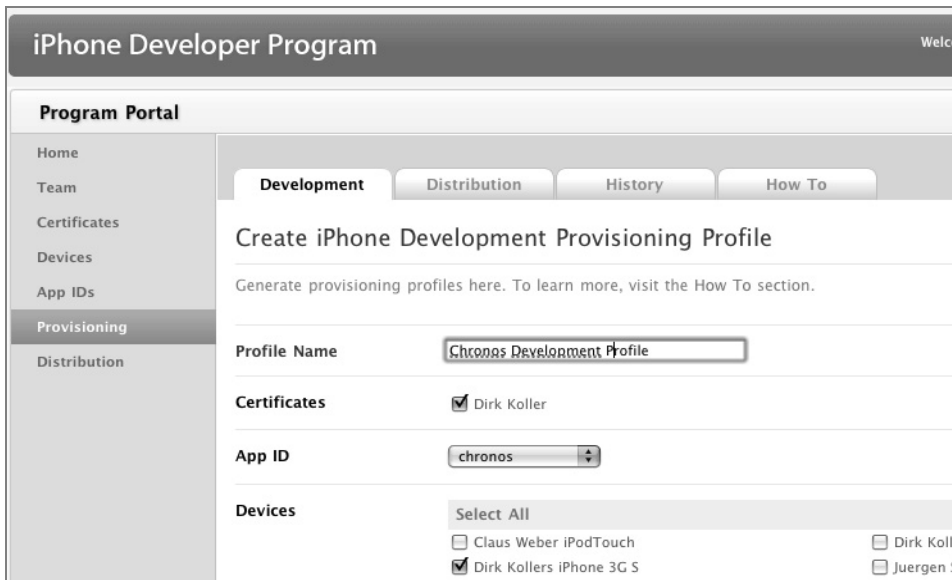 iPhone Developer Program
Program Portal
Home
Team
Certificates
Devices
App IDs
Provisioning
Distribution
Development
Distribution
History
How To
Create iPhone Development Provisioning Profile
Generate provisioning profiles here. To learn more, visit the How To section.
Profile Name
Chronos Development Profile
Certificates
Dirk Koller
App ID
chronos
Devices
Select All
Claus Weber iPodTouch
Dirk
Dirk Kollers iPhone 3G S
Juergen